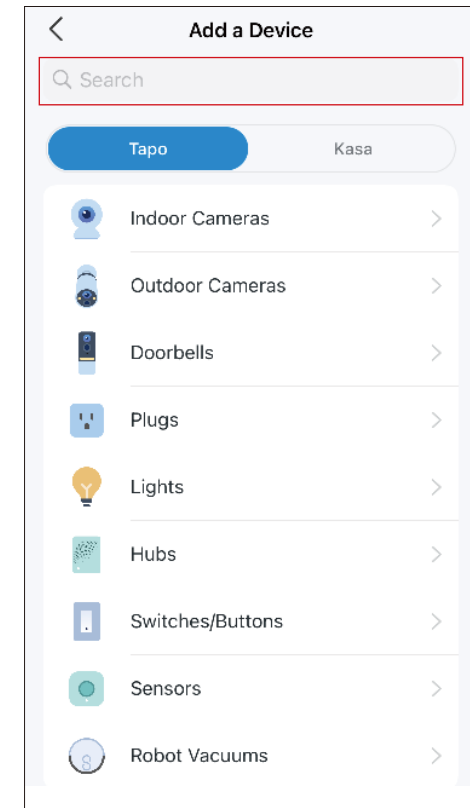 Add a Device
Search
Tapo Kasa
Indoor Cameras
Outdoor Cameras
Doorbells
Plugs
Lights
Hubs
Switches/Buttons
Sensors
Robot Vacuums